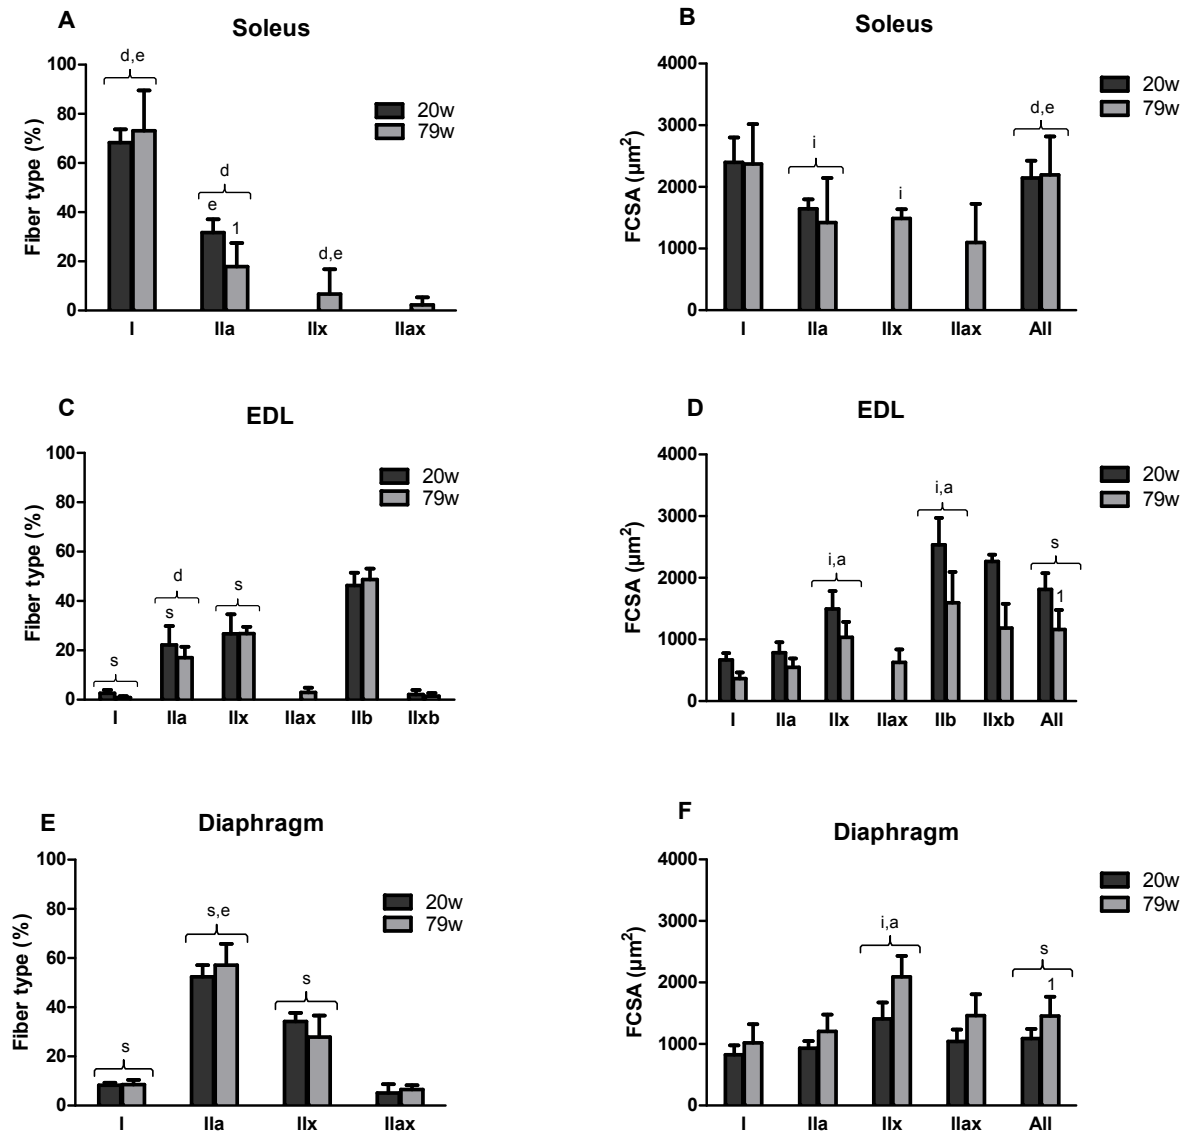 A
Soleus
Fiber type (%)
100
80
60
40
20
0
d,e
d
e
1
d,e
20w
79w
I
IIa
IIx
IIax
B
Soleus
FCSA (µm²)
4000
3000
2000
1000
0
i
i
d,e
20w
79w
I
IIa
IIx
IIax
All
C
EDL
Fiber type (%)
100
80
60
40
20
0
s
d
s
s
20w
79w
I
IIa
IIx
IIax
IIb
IIxb
D
EDL
FCSA (µm²)
4000
3000
2000
1000
0
i,a
i,a
s
1
20w
79w
I
IIa
IIx
IIax
IIb
IIxb
All
E
Diaphragm
Fiber type (%)
100
80
60
40
20
0
s
s,e
s
20w
79w
I
IIa
IIx
IIax
F
Diaphragm
FCSA (µm²)
4000
3000
2000
1000
0
i,a
s
1
20w
79w
I
IIa
IIx
IIax
All